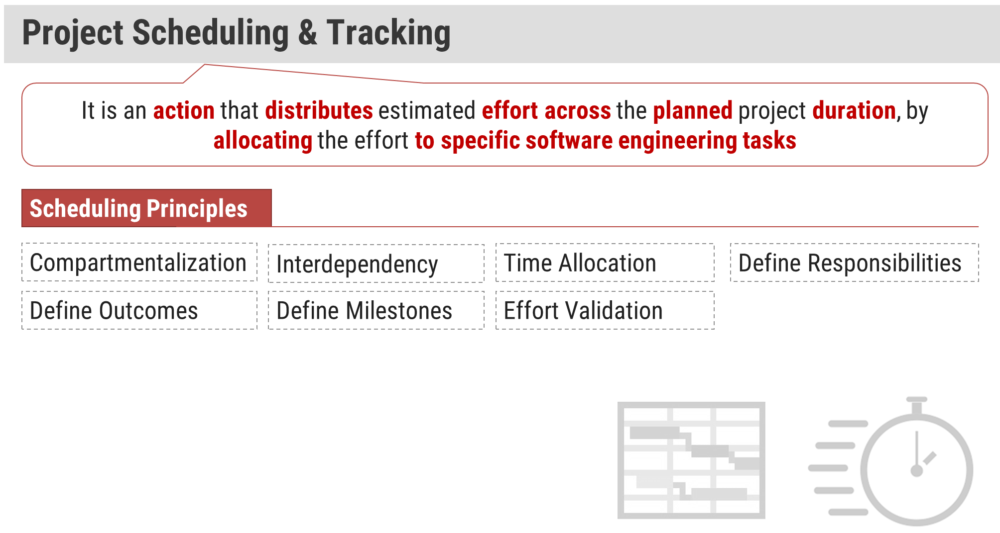 Project Scheduling & Tracking
It is an action that distributes estimated effort across the planned project duration, by
allocating the effort to specific software engineering tasks
Scheduling Principles
Compartmentalization
Interdependency
Time Allocation
Define Responsibilities
Define Outcomes
Define Milestones
Effort Validation